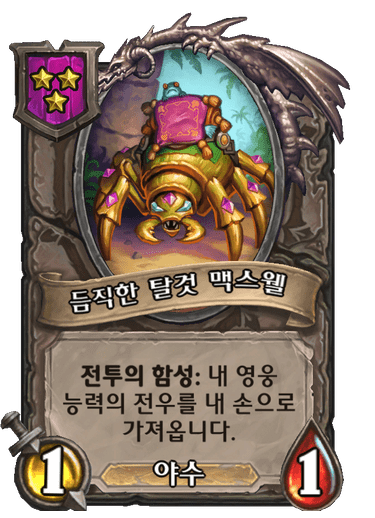 듬직한 탈것 맥스웰
전투의 함성: 내 영웅
능력의 전우를 내 손으로
가져옵니다.
1
야수
1